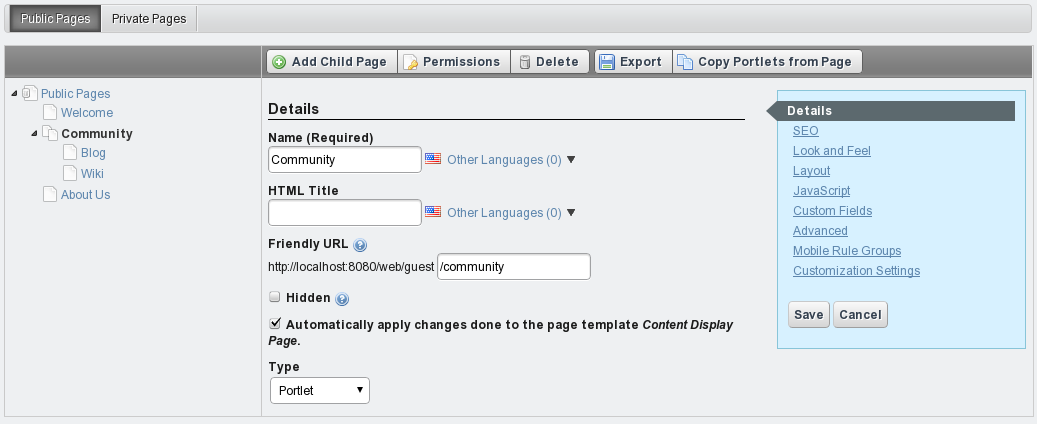 Public Pages Private Pages
Add Child Page Permissions Delete Export Copy Portlets from Page
Public Pages
Welcome
Community
Blog
Wiki
About Us
Details
Name (Required)
Community Other Languages (0)
HTML Title
Other Languages (0)
Friendly URL
http://localhost:8080/web/guest /community
Hidden
Automatically apply changes done to the page template Content Display
Page.
Type
Portlet
Details
SEO
Look and Feel
Layout
JavaScript
Custom Fields
Advanced
Mobile Rule Groups
Customization Settings
Save Cancel